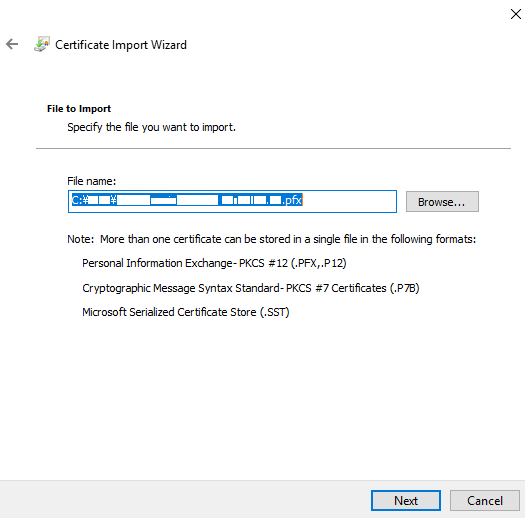 Certificate Import Wizard
File to Import
Specify the file you want to import.
File name:
C:¥ ¥ .pfx
Browse...
Note: More than one certificate can be stored in a single file in the following formats:
Personal Information Exchange- PKCS #12 (.PFX,.P12)
Cryptographic Message Syntax Standard- PKCS #7 Certificates (.P7B)
Microsoft Serialized Certificate Store (.SST)
Next
Cancel